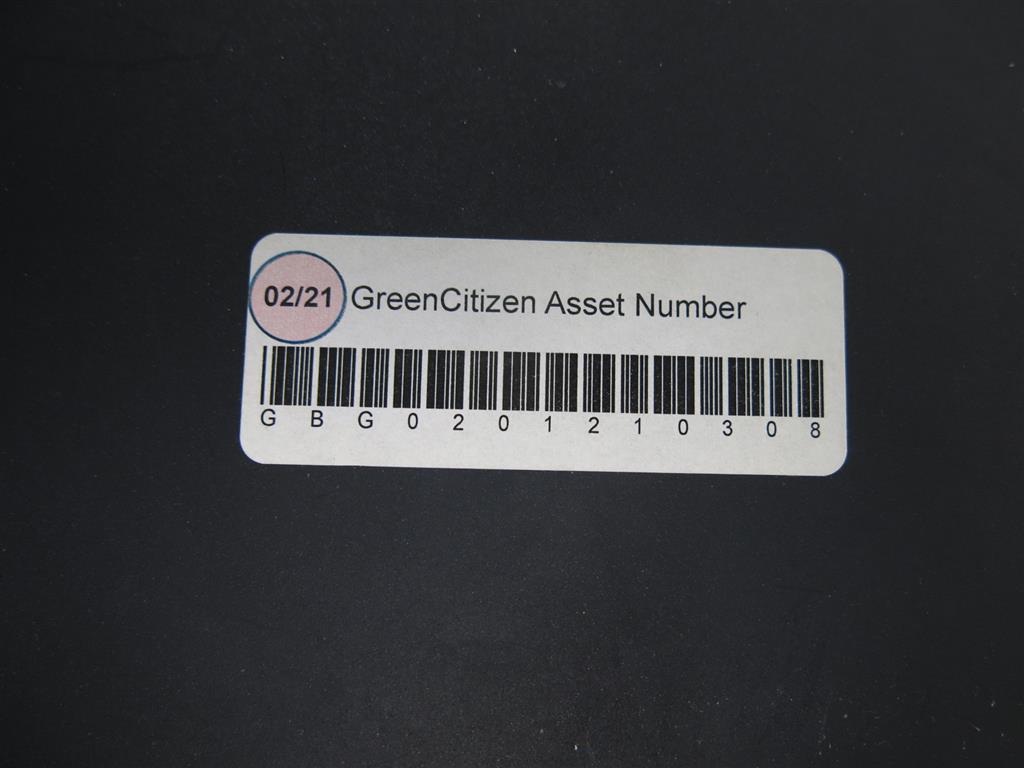 02/21 GreenCitizen Asset Number
G B G 0 2 0 1 2 1 0 3 0 8